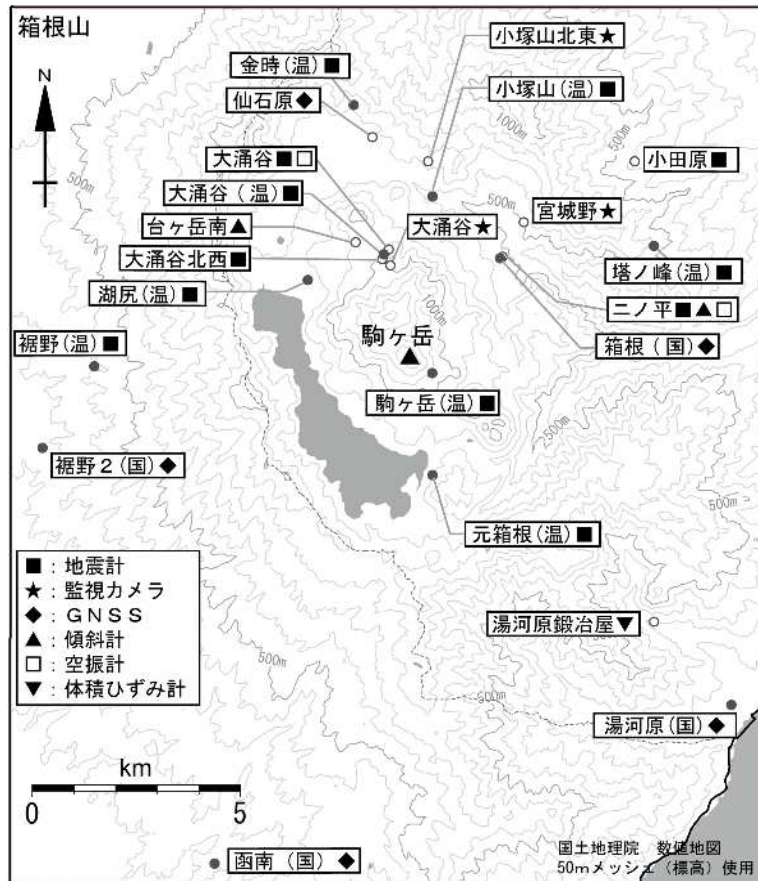 箱根山
小塚山北東★
金時(温)■
小塚山(温)■
仙石原◆
N
1000m
500m
大涌谷■□
小田原■
500m
大涌谷(温)■
500m
宮城野★
台ヶ岳南▲
大涌谷★
大涌谷北西■
塔ノ峰(温)■
湖尻(温)■
二ノ平■▲□
1000m
駒ヶ岳
▲
裾野(温)■
箱根(国)◆
駒ヶ岳(温)■
500m
裾野2(国)◆
500m
元箱根(温)■
■:地震計
★:監視カメラ
◆:GNSS
▲:傾斜計
□:空振計
▼:体積ひずみ計
湯河原鍛冶屋▼
500m
500m
湯河原(国)◆
km
0 5
函南(国)◆
国土地理院 数値地図
50mメッシュ(標高)使用